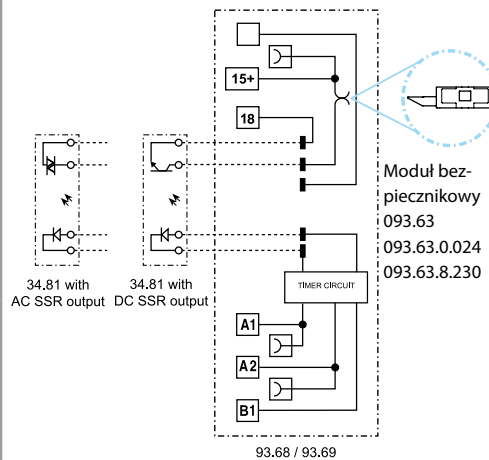 15+
18
Moduł bez-
piecznikowy
093.63
093.63.0.024
093.63.8.230
34.81 with
AC SSR output
34.81 with
DC SSR output
TIMER CIRCUIT
A1
A2
B1
93.68 / 93.69